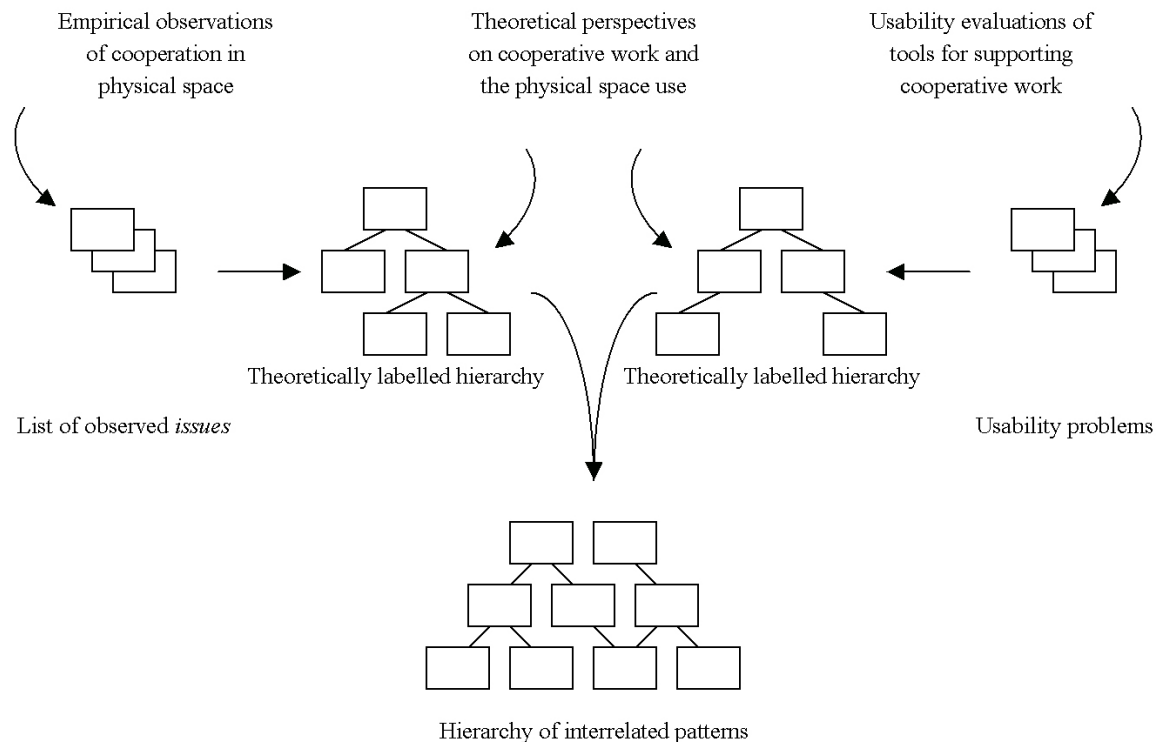 Empirical observations
of cooperation in
physical space
Theoretical perspectives
on cooperative work and
the physical space use
Usability evaluations of
tools for supporting
cooperative work
Theoretically labelled hierarchy
Theoretically labelled hierarchy
List of observed issues
Usability problems
Hierarchy of interrelated patterns